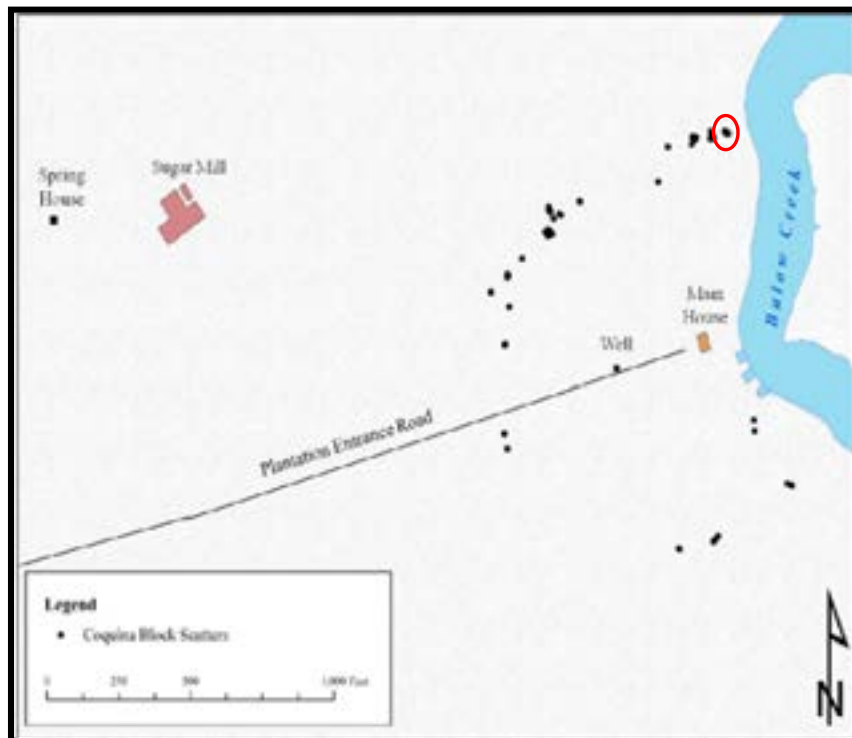 Spring
House
Sugar Mill
Bulow Creek
Main
House
Well
Plantation Entrance Road
Legend
Coquina Block Scatters
0 250 500 1,000 Feet
N